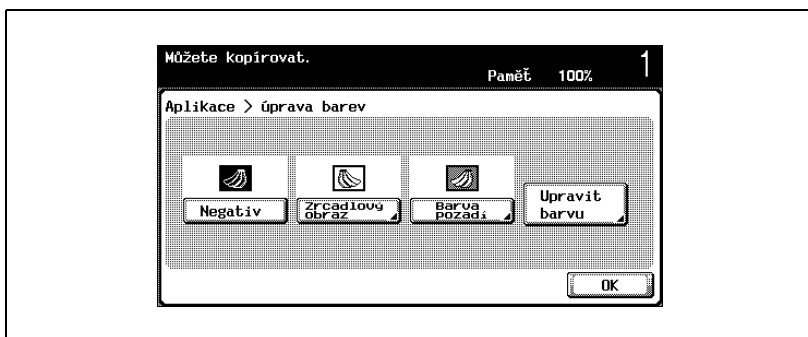 Můžete kopírovat.
1
Paměť 100%
Aplikace > úprava barev
Negativ
Zrcadlový
obraz
Barva
pozadí
Upravit
barvu
OK